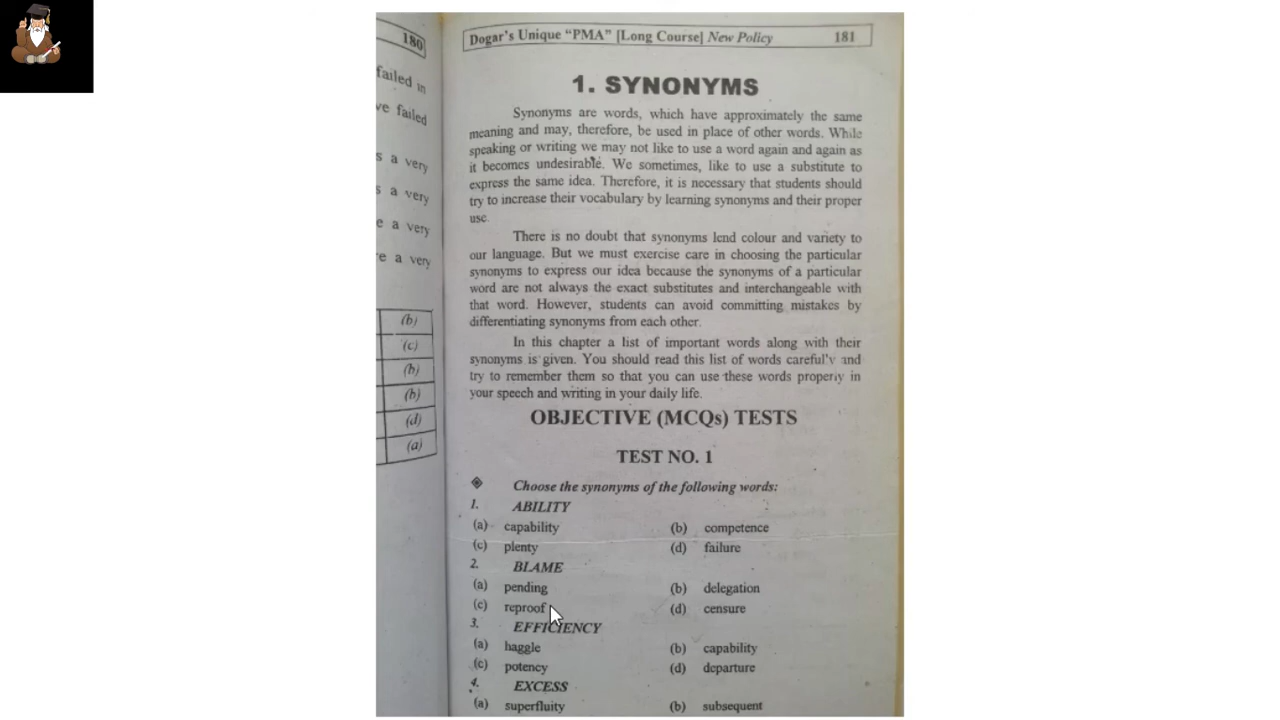 180
failed in
ve failed
s a very
s a very
e a very
re a very
(b)
(c)
(b)
(b)
(d)
(a)
Dogar's Unique "PMA" [Long Course] New Policy 181
1. SYNONYMS
Synonyms are words, which have approximately the same
meaning and may, therefore, be used in place of other words. While
speaking or writing we may not like to use a word again and again as
it becomes undesirable. We sometimes, like to use a substitute to
express the same idea. Therefore, it is necessary that students should
try to increase their vocabulary by learning synonyms and their proper
use.
There is no doubt that synonyms lend colour and variety to
our language. But we must exercise care in choosing the particular
synonyms to express our idea because the synonyms of a particular
word are not always the exact substitutes and interchangeable with
that word. However, students can avoid committing mistakes by
differentiating synonyms from each other.
In this chapter a list of important words along with their
synonyms is given. You should read this list of words carefully and
try to remember them so that you can use these words properly in
your speech and writing in your daily life.
OBJECTIVE (MCQs) TESTS
TEST NO. 1
Choose the synonyms of the following words:
1. ABILITY
(a) capability (b) competence
(c) plenty (d) failure
2. BLAME
(a) pending (b) delegation
(c) reproof (d) censure
3. EFFICIENCY
(a) haggle (b) capability
(c) potency (d) departure
4. EXCESS
(a) superfluity (b) subsequent